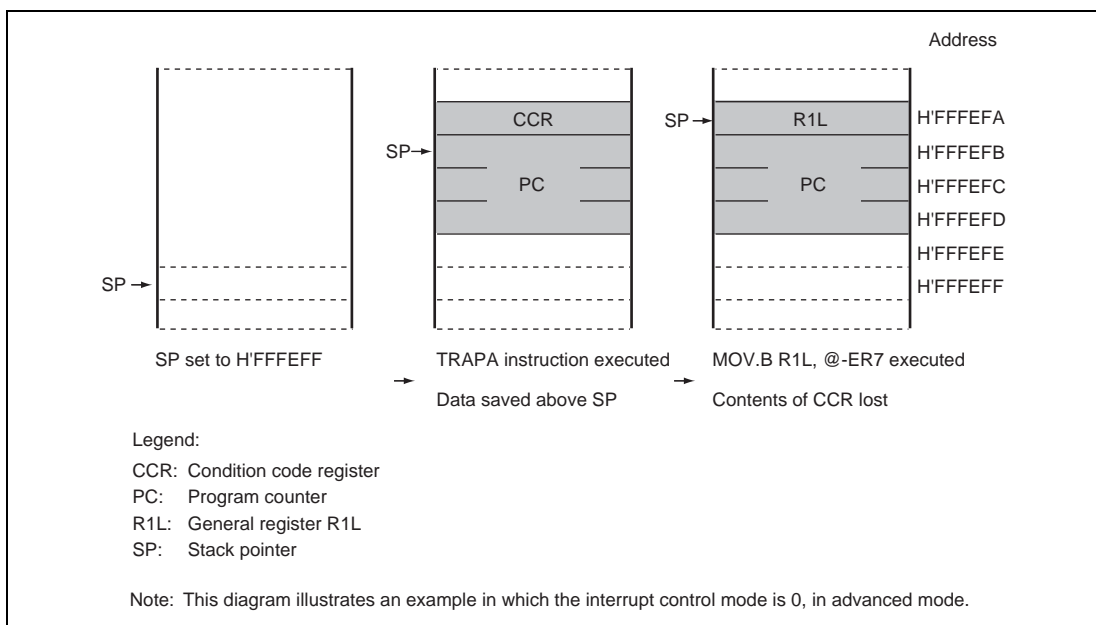 Address
CCR
SP
R1L
H'FFFEFA
SP
H'FFFEFB
PC
PC
H'FFFEFC
H'FFFEFD
H'FFFEFE
SP
H'FFFEFF
SP set to H'FFFEFF
TRAPA instruction executed
MOV.B R1L, @-ER7 executed
Data saved above SP
Contents of CCR lost
Legend:
CCR: Condition code register
PC: Program counter
R1L: General register R1L
SP: Stack pointer
Note: This diagram illustrates an example in which the interrupt control mode is 0, in advanced mode.